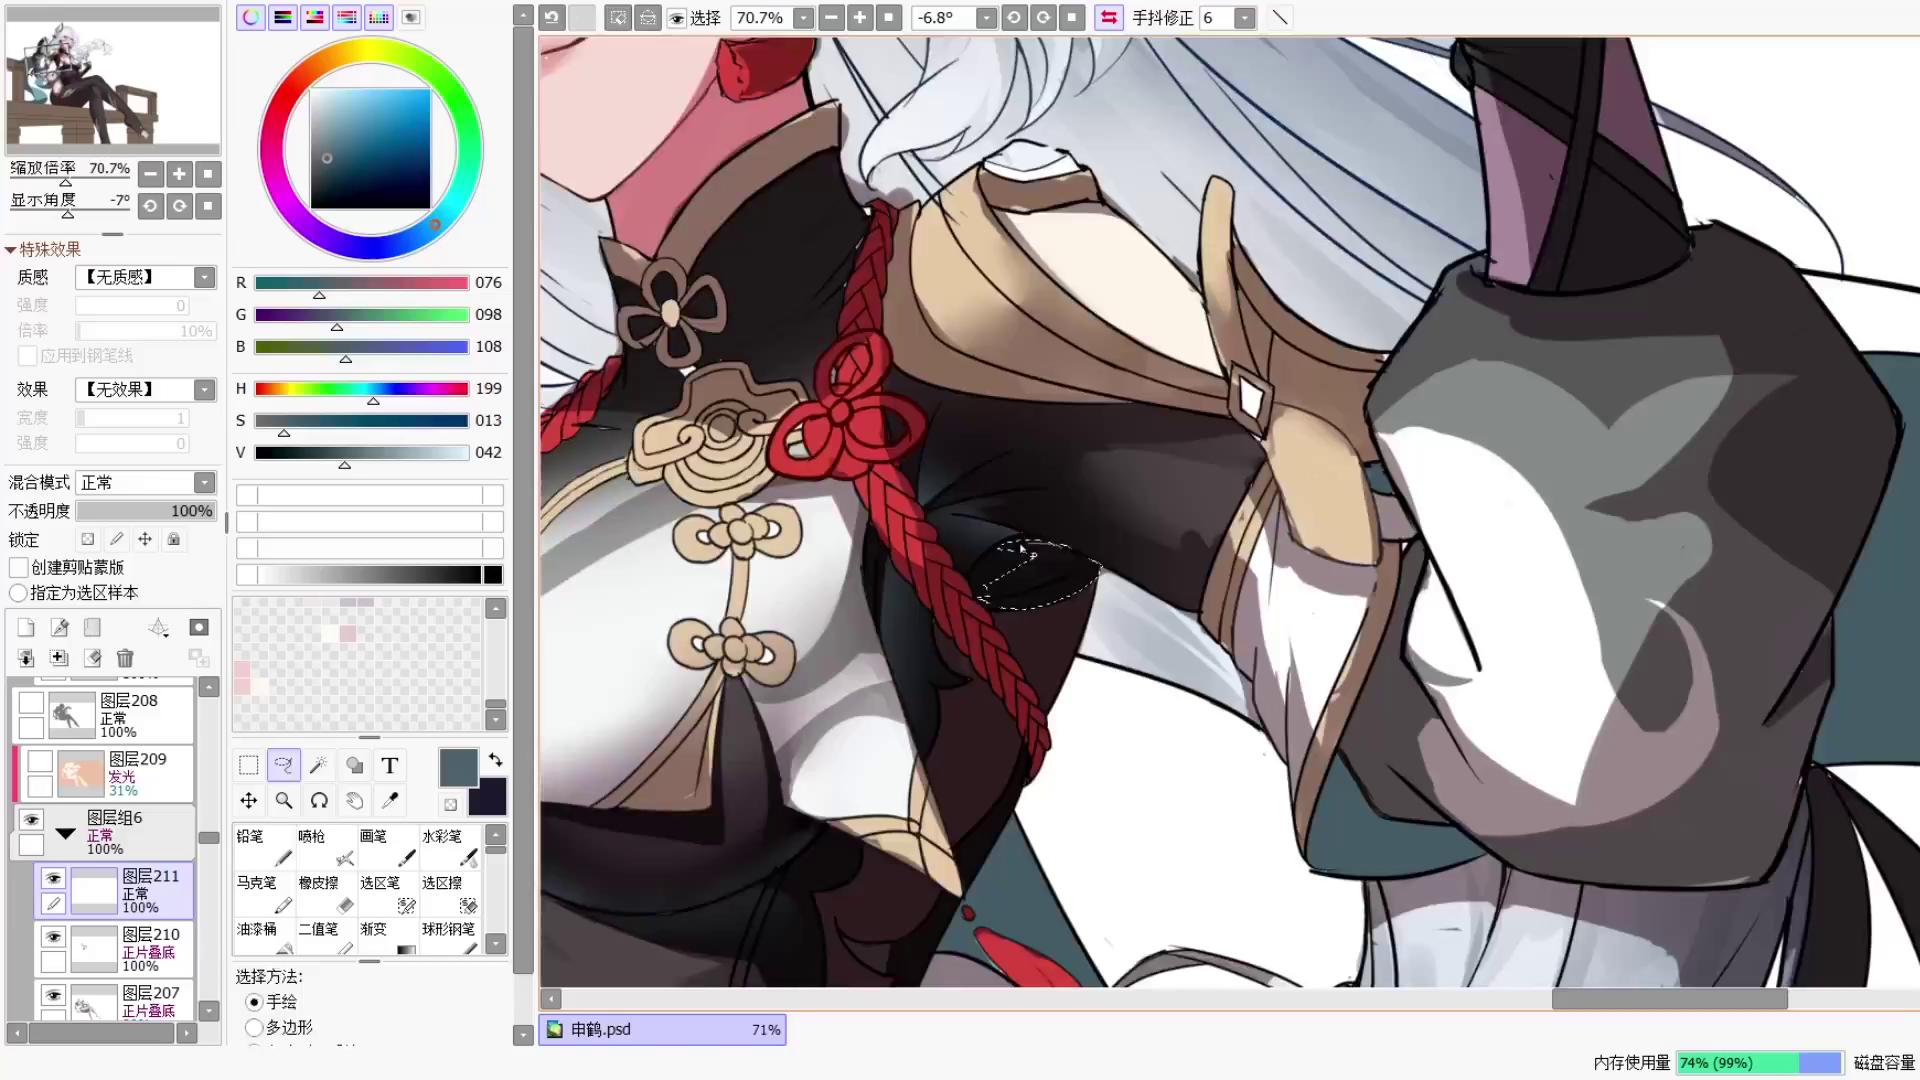 选择
70.7%
-6.8°
手抖修正
6
缩放倍率
70.7%
显示角度
-7°
特殊效果
质感
【无质感】
强度
0
倍率
10%
应用到钢笔线
效果
【无效果】
宽度
1
强度
0
混合模式
正常
不透明度
100%
锁定
创建剪贴蒙版
指定为选区样本
图层208
正常
100%
图层209
发光
31%
图层组6
正常
100%
图层211
正常
100%
图层210
正片叠底
100%
图层207
正片叠底
R
076
G
098
B
108
H
199
S
013
V
042
T
铅笔
喷枪
画笔
水彩笔
马克笔
橡皮擦
选区笔
选区擦
油漆桶
二值笔
渐变
球形钢笔
选择方法:
手绘
多边形
申鹤.psd
71%
内存使用量
74% (99%)
磁盘容量